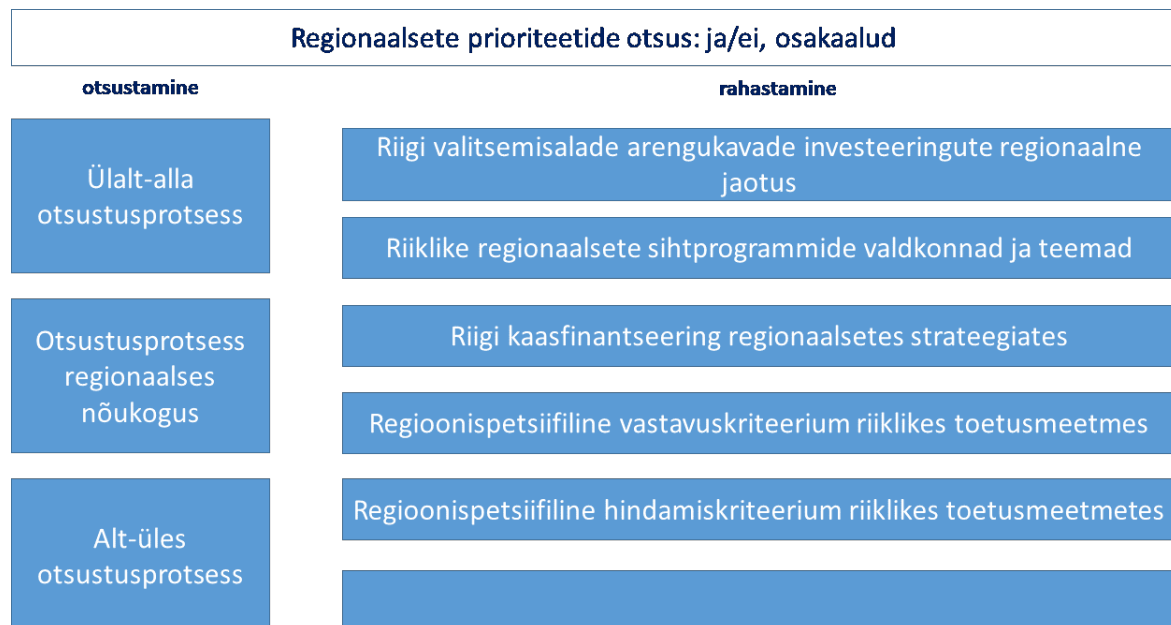 Regionaalsete prioriteetide otsus: ja/ei, osakaalud
otsustamine
rahastamine
Ülalt-alla
otsustusprotsess
Riigi valitsemisalade arengukavade investeeringute regionaalne
jaotus
Riiklike regionaalsete sihtprogrammide valdkonnad ja teemad
Otsustusprotsess
regionaalses
nõukogus
Riigi kaasfinantseering regionaalsetes strateegiates
Regioonispetsiifiline vastavuskriteerium riiklikes toetusmeetmes
Alt-üles
otsustusprotsess
Regioonispetsiifiline hindamiskriteerium riiklikes toetusmeetmetes